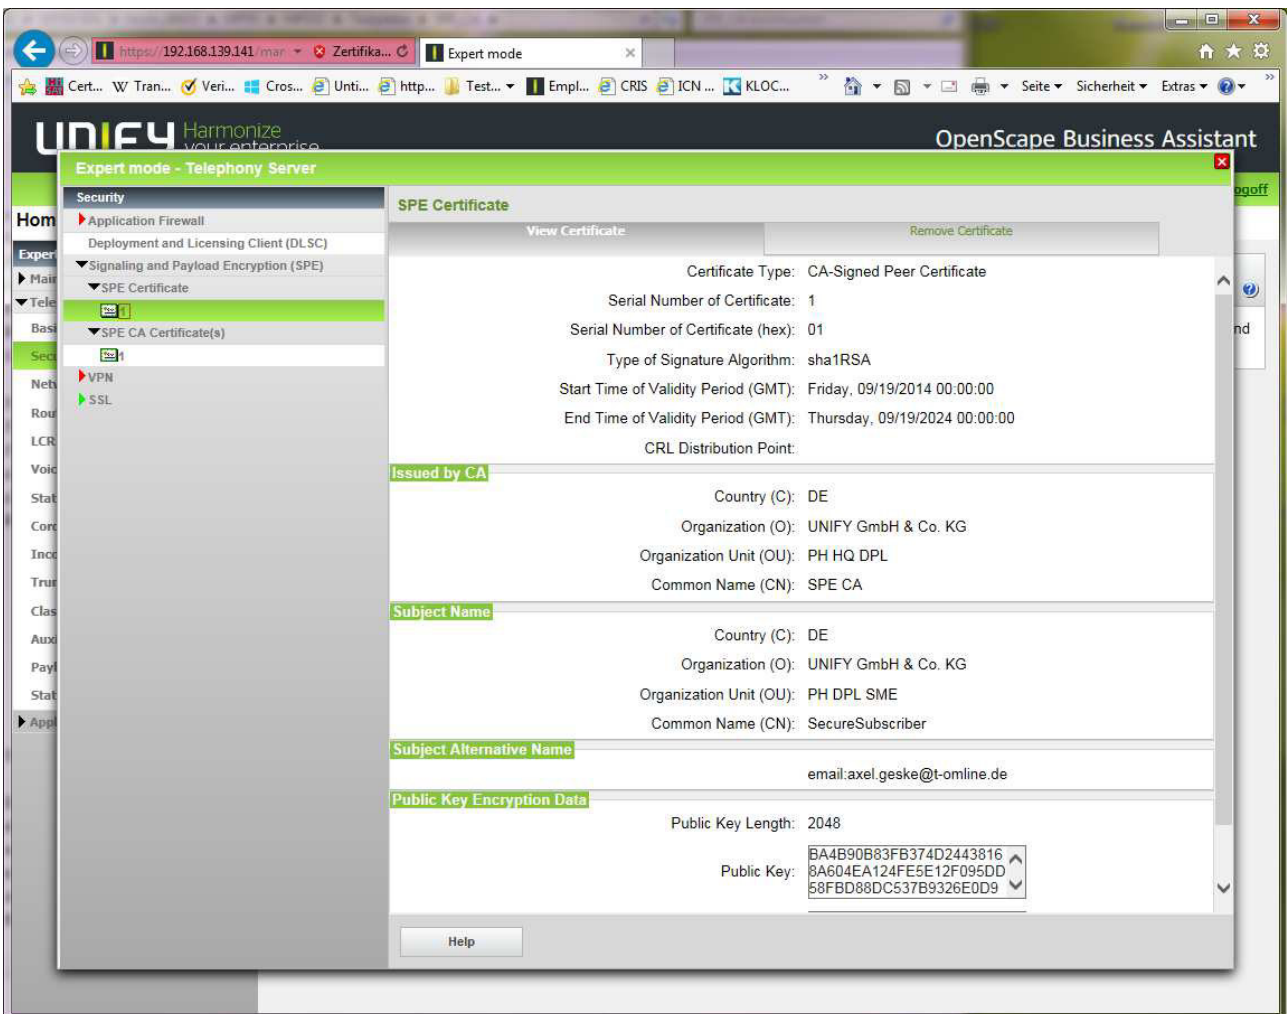 https://192.168.139.141/mar Zertifika... Expert mode
Cert... Tran... Veri... Cros... Unti... http... Test... Empl... CRIS ICN ... KLOC... Seite Sicherheit Extras
UNIFY Harmonize
your enterprise
OpenScape Business Assistant
Expert mode - Telephony Server
ogoff
Hom
Exper
Main
Tele
Basi
Secu
Netw
Rout
LCR
Voic
Stat
Cord
Inco
Trun
Clas
Auxi
Payl
Stat
Appl
nd
Security
Application Firewall
Deployment and Licensing Client (DLSC)
Signaling and Payload Encryption (SPE)
SPE Certificate
1
SPE CA Certificate(s)
1
VPN
SSL
SPE Certificate
View Certificate Remove Certificate
Certificate Type: CA-Signed Peer Certificate
Serial Number of Certificate: 1
Serial Number of Certificate (hex): 01
Type of Signature Algorithm: sha1RSA
Start Time of Validity Period (GMT): Friday, 09/19/2014 00:00:00
End Time of Validity Period (GMT): Thursday, 09/19/2024 00:00:00
CRL Distribution Point:
Issued by CA
Country (C): DE
Organization (O): UNIFY GmbH & Co. KG
Organization Unit (OU): PH HQ DPL
Common Name (CN): SPE CA
Subject Name
Country (C): DE
Organization (O): UNIFY GmbH & Co. KG
Organization Unit (OU): PH DPL SME
Common Name (CN): SecureSubscriber
Subject Alternative Name
email:axel.geske@t-omline.de
Public Key Encryption Data
Public Key Length: 2048
Public Key: BA4B90B83FB374D2443816
8A604EA124FE5E12F095DD
58FBD88DC537B9326E0D9
Help